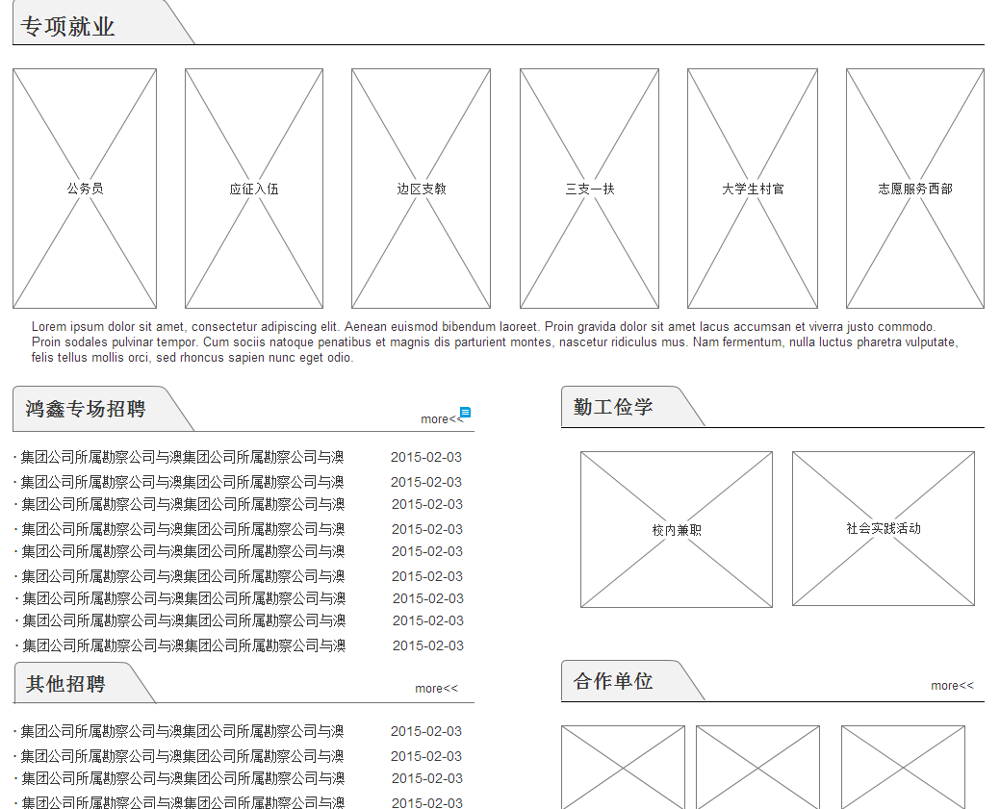 专项就业
公务员
应征入伍
边区支教
三支一扶
大学生村官
志愿服务西部
Lorem ipsum dolor sit amet, consectetur adipiscing elit. Aenean euismod bibendum laoreet. Proin gravida dolor sit amet lacus accumsan et viverra justo commodo.
Proin sodales pulvinar tempor. Cum sociis natoque penatibus et magnis dis parturient montes, nascetur ridiculus mus. Nam fermentum, nulla luctus pharetra vulputate,
felis tellus mollis orci, sed rhoncus sapien nunc eget odio.
鸿鑫专场招聘
more<<
· 集团公司所属勘察公司与澳集团公司所属勘察公司与澳 2015-02-03
· 集团公司所属勘察公司与澳集团公司所属勘察公司与澳 2015-02-03
· 集团公司所属勘察公司与澳集团公司所属勘察公司与澳 2015-02-03
· 集团公司所属勘察公司与澳集团公司所属勘察公司与澳 2015-02-03
· 集团公司所属勘察公司与澳集团公司所属勘察公司与澳 2015-02-03
· 集团公司所属勘察公司与澳集团公司所属勘察公司与澳 2015-02-03
· 集团公司所属勘察公司与澳集团公司所属勘察公司与澳 2015-02-03
· 集团公司所属勘察公司与澳集团公司所属勘察公司与澳 2015-02-03
· 集团公司所属勘察公司与澳集团公司所属勘察公司与澳 2015-02-03
勤工俭学
校内兼职
社会实践活动
其他招聘
more<<
· 集团公司所属勘察公司与澳集团公司所属勘察公司与澳 2015-02-03
· 集团公司所属勘察公司与澳集团公司所属勘察公司与澳 2015-02-03
· 集团公司所属勘察公司与澳集团公司所属勘察公司与澳 2015-02-03
· 集团公司所属勘察公司与澳集团公司所属勘察公司与澳 2015-02-03
合作单位
more<<